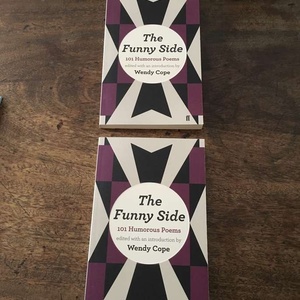 The
Funny Side
101 Humorous Poems
edited with an introduction by
Wendy Cope
ff
The
Funny Side
101 Humorous Poems
edited with an introduction by
Wendy Cope